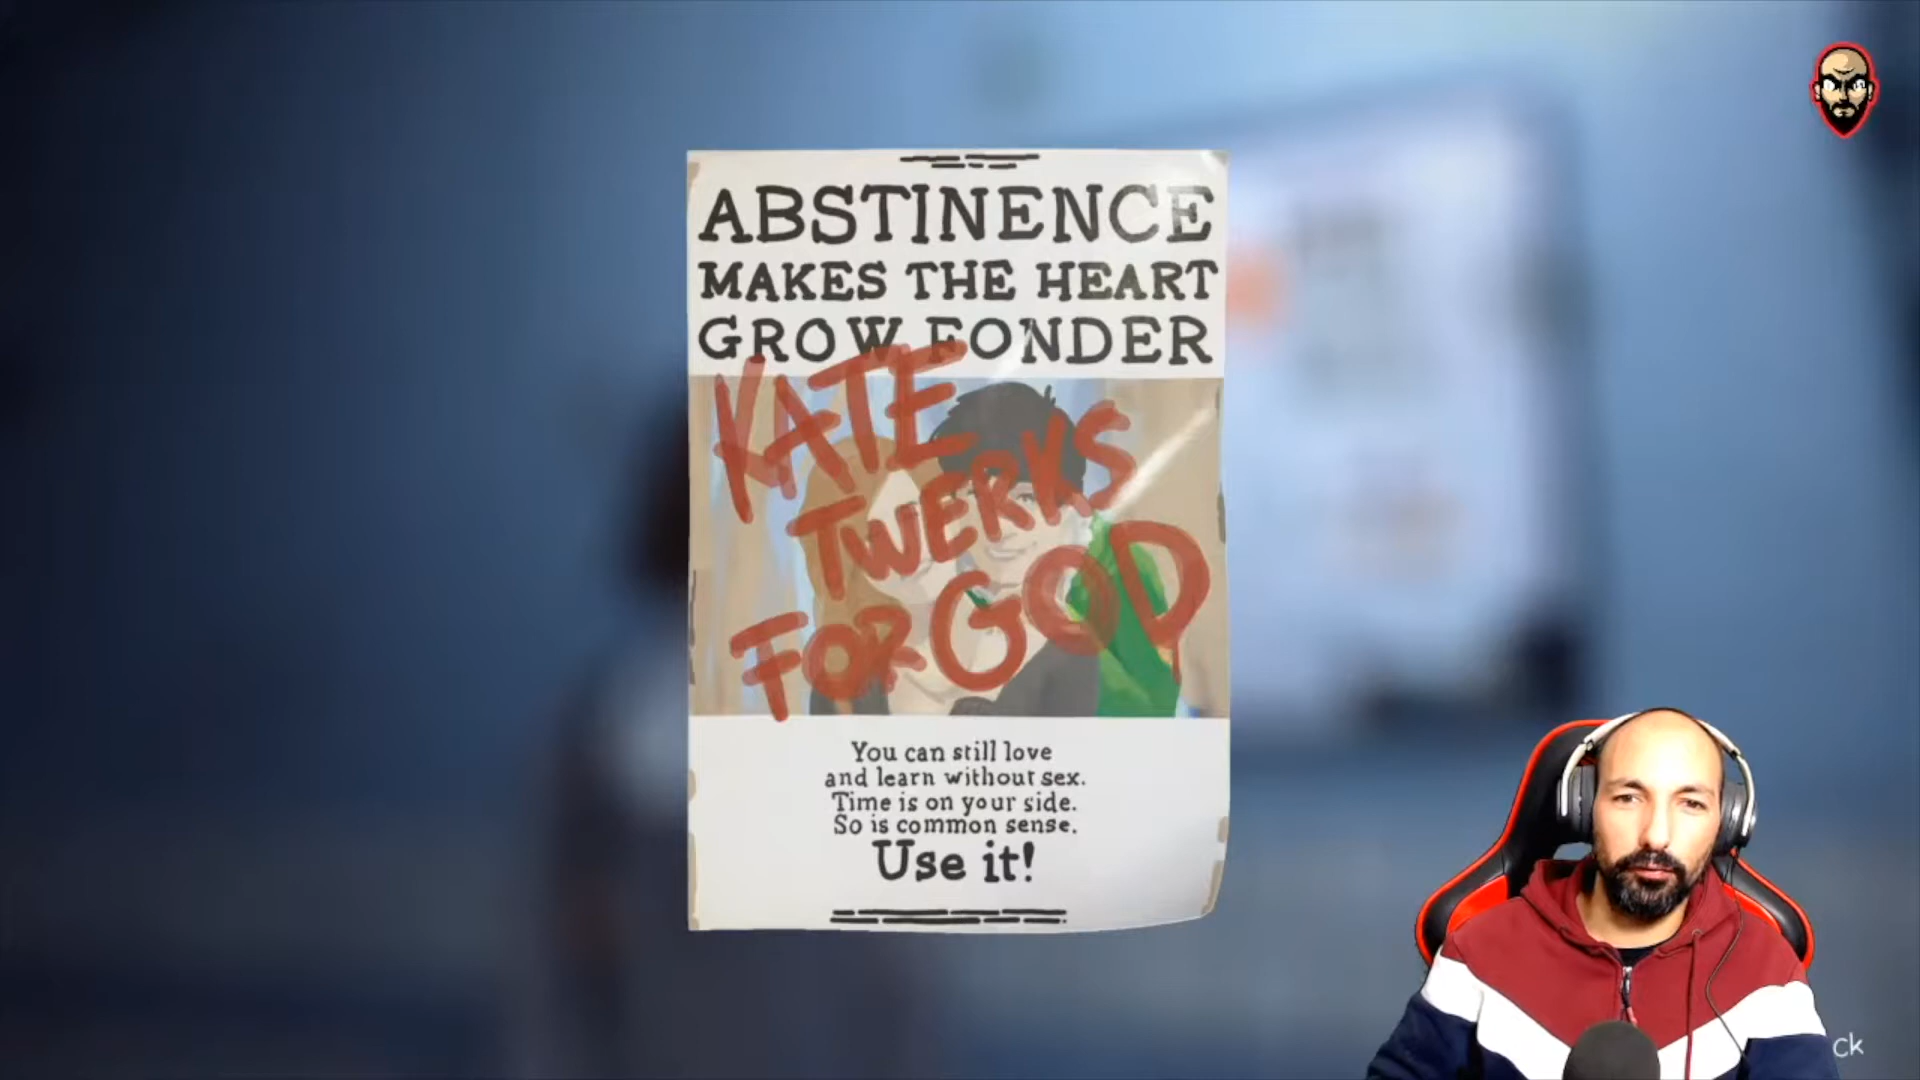 ABSTINENCE
MAKES THE HEART
GROW FONDER
KATE
TWERKS
FOR GOD
You can still love
and learn without sex.
Time is on your side.
So is common sense.
Use it!
ck